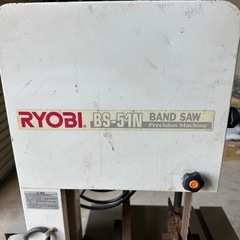 RYOBI BS-51N BAND SAW
Precision Machine